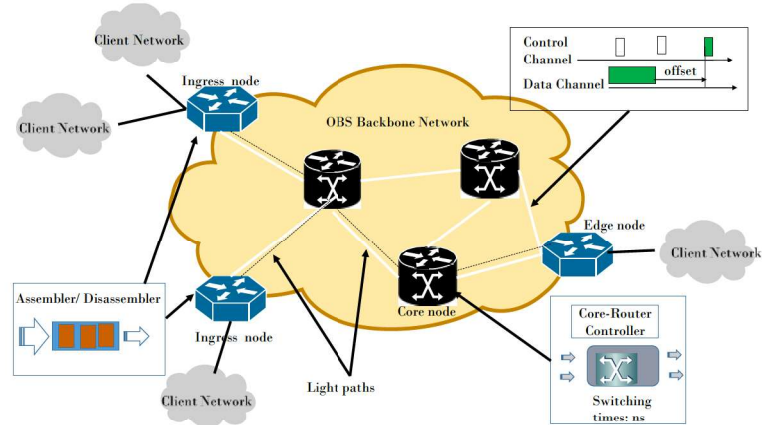 Client Network
Ingress node
Control
Channel
offset
Data Channel
Client Network
OBS Backbone Network
Edge node
Client Network
Assembler/ Disassembler
Ingress node
Core node
Core-Router
Controller
Light paths
Client Network
Switching
times: ns